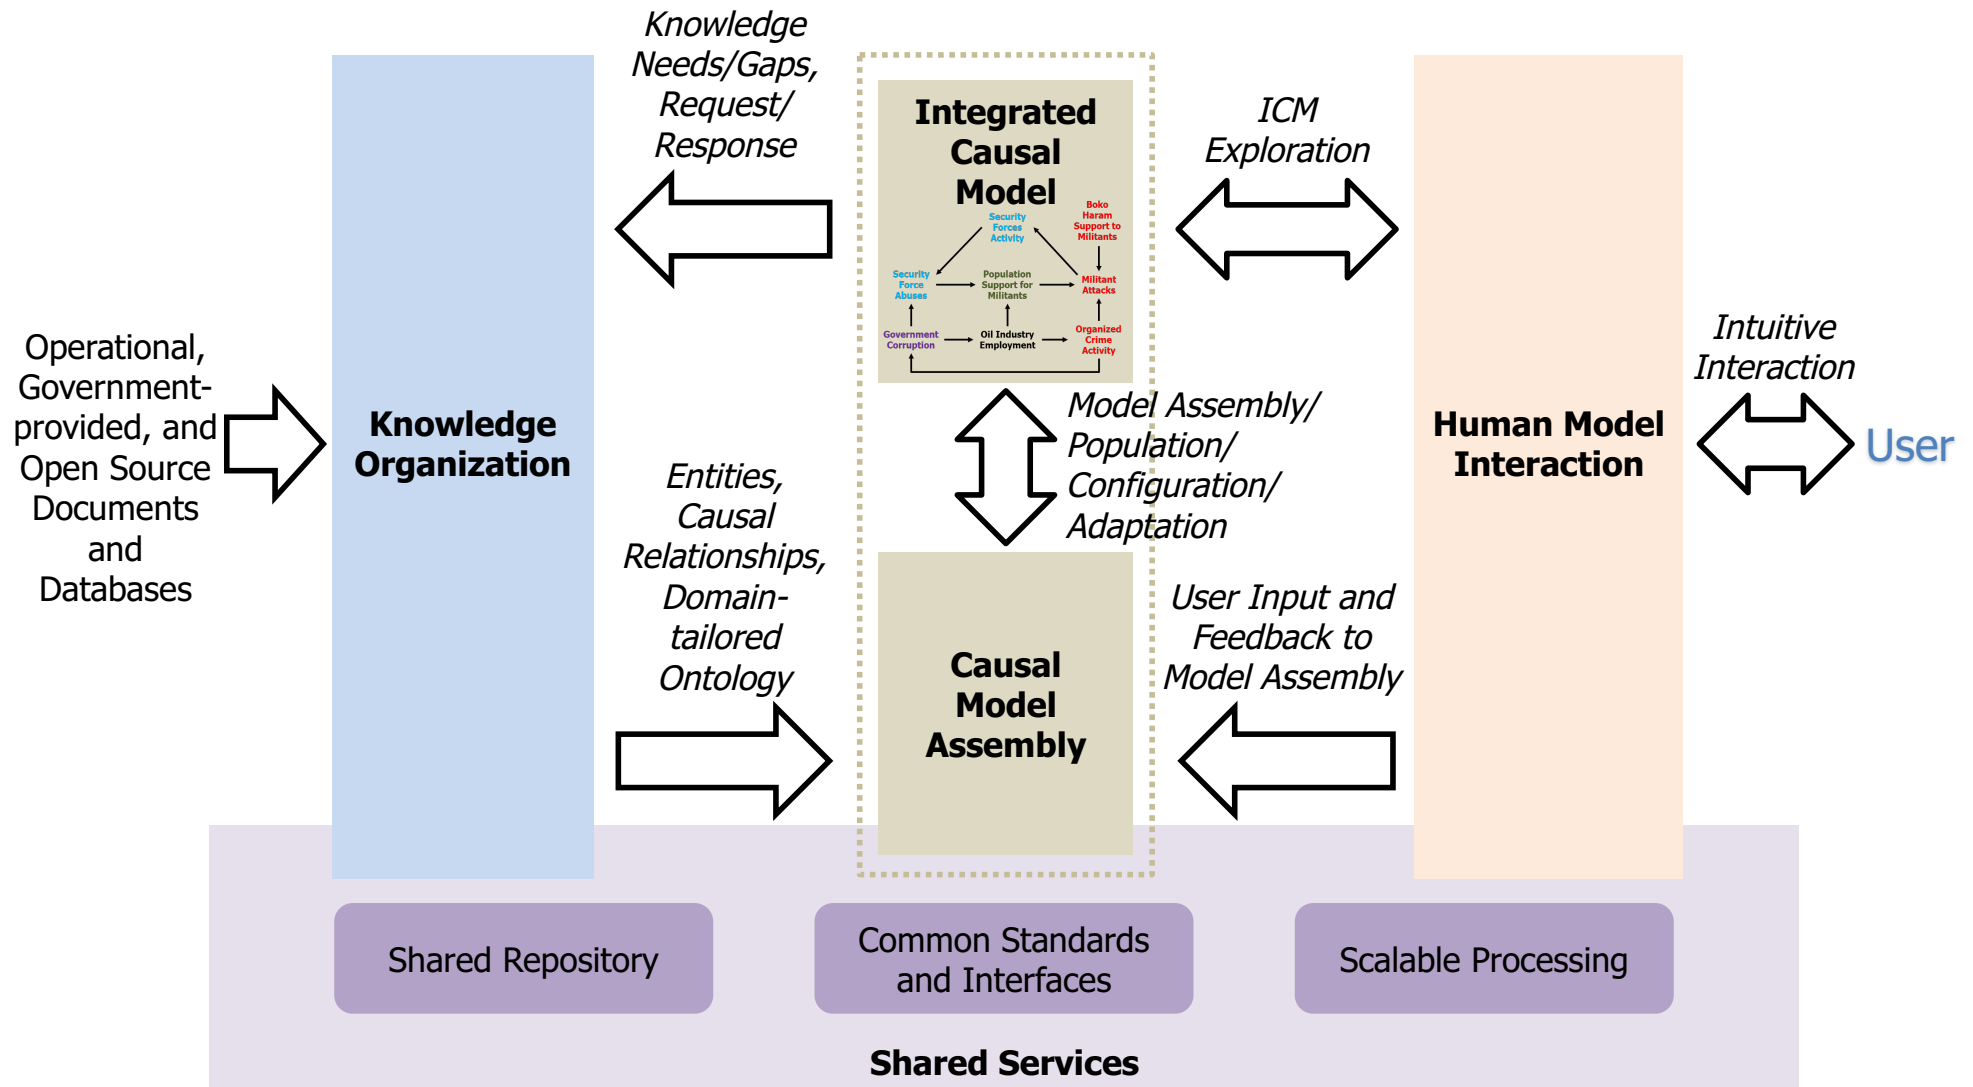 Knowledge
Needs/Gaps,
Request/
Response
Integrated
Causal
Model
Security
Forces
Activity
Boko
Haram
Support to
Militants
Security
Force
Abuses
Population
Support for
Militants
Militant
Attacks
Government
Corruption
Oil Industry
Employment
Organized
Crime
Activity
ICM
Exploration
Operational,
Government-
provided, and
Open Source
Documents
and
Databases
Knowledge
Organization
Entities,
Causal
Relationships,
Domain-
tailored
Ontology
Model Assembly/
Population/
Configuration/
Adaptation
Causal
Model
Assembly
User Input and
Feedback to
Model Assembly
Human Model
Interaction
Intuitive
Interaction
User
Shared Repository
Common Standards
and Interfaces
Scalable Processing
Shared Services